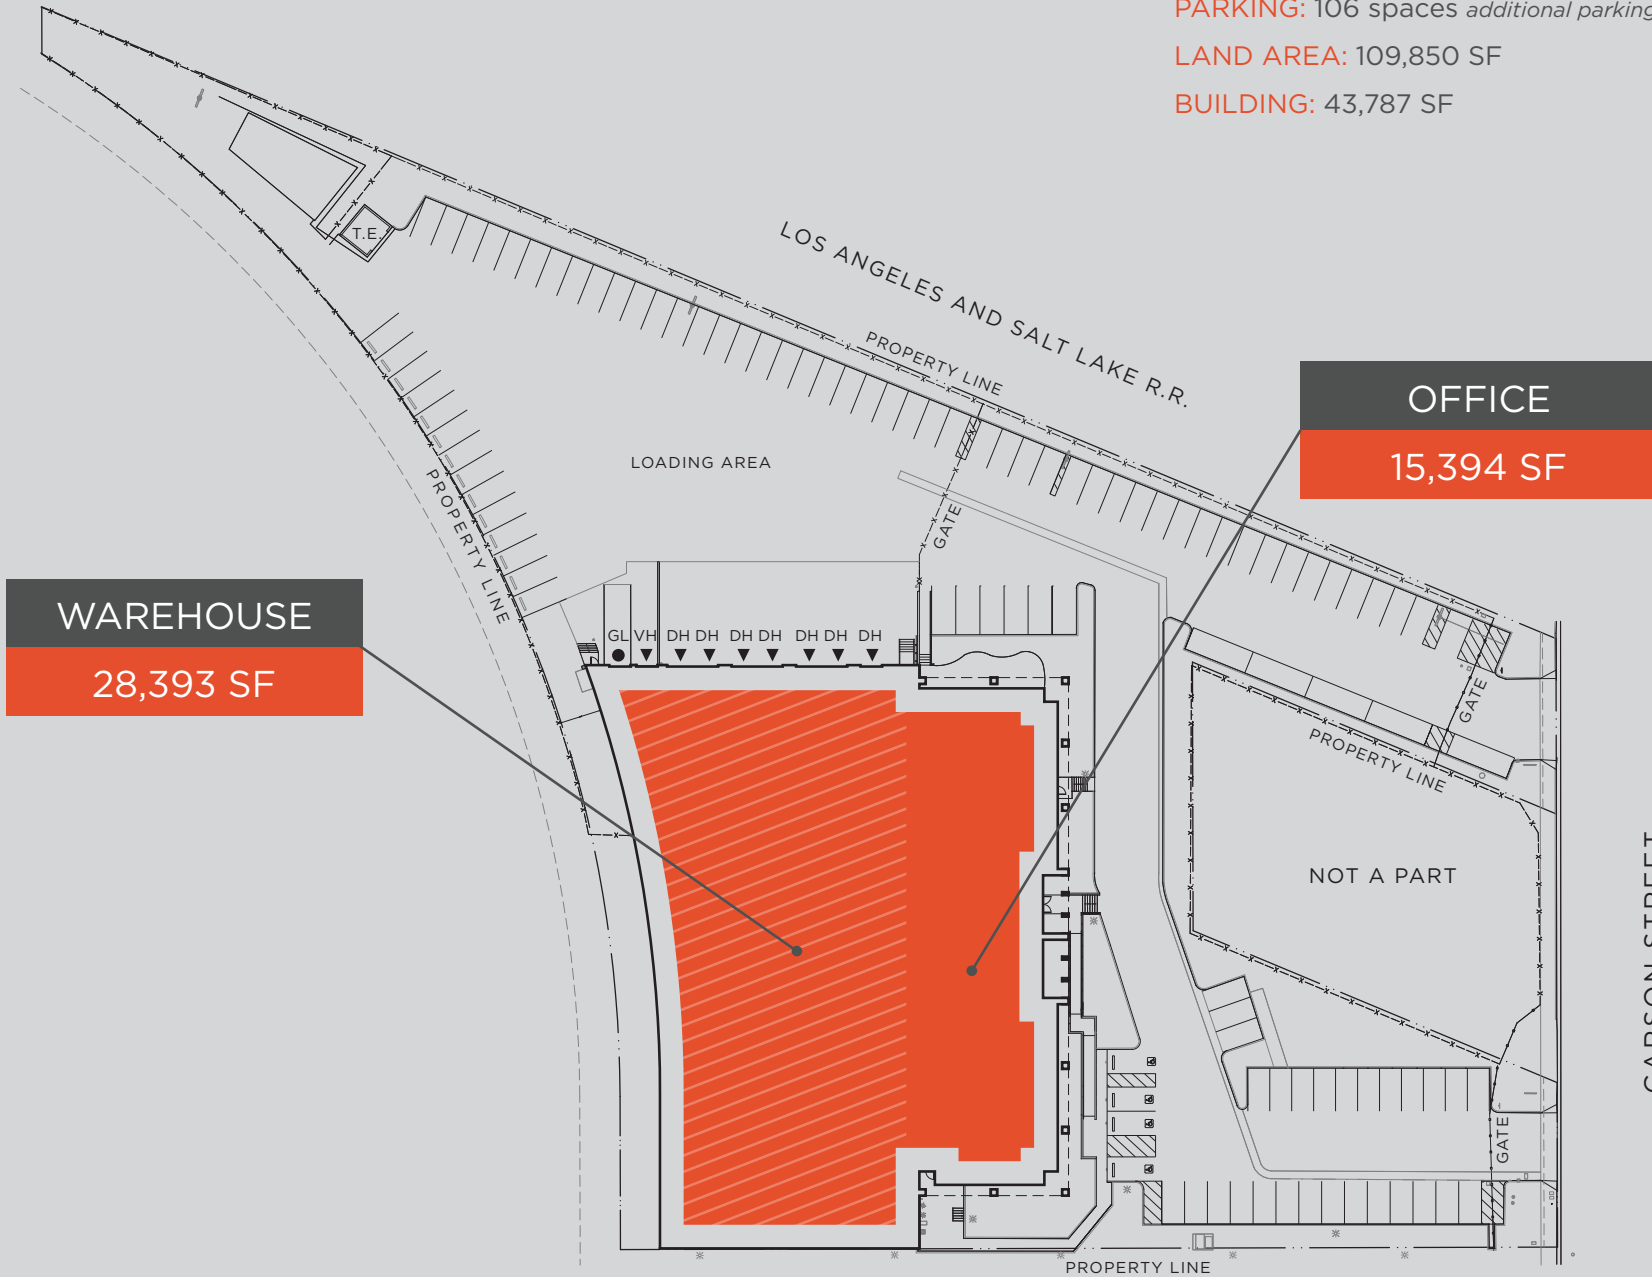 PARKING: 106 spaces additional parking
LAND AREA: 109,850 SF
BUILDING: 43,787 SF
T.E.
LOS ANGELES AND SALT LAKE R.R.
PROPERTY LINE
OFFICE
15,394 SF
LOADING AREA
PROPERTY LINE
GATE
WAREHOUSE
28,393 SF
GL VH DH DH DH DH DH DH DH
GATE
PROPERTY LINE
NOT A PART
CARSON STREET
GATE
PROPERTY LINE